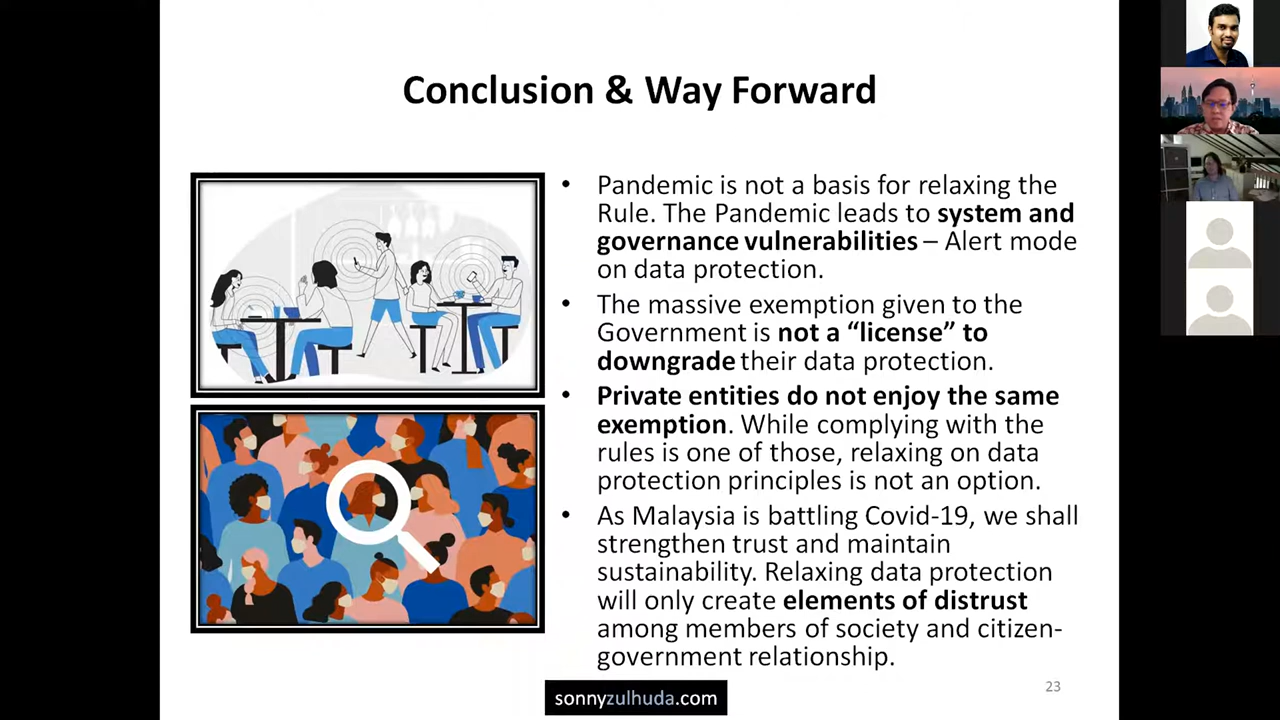 Conclusion & Way Forward
• Pandemic is not a basis for relaxing the
Rule. The Pandemic leads to system and
governance vulnerabilities – Alert mode
on data protection.
• The massive exemption given to the
Government is not a “license” to
downgrade their data protection.
• Private entities do not enjoy the same
exemption. While complying with the
rules is one of those, relaxing on data
protection principles is not an option.
• As Malaysia is battling Covid-19, we shall
strengthen trust and maintain
sustainability. Relaxing data protection
will only create elements of distrust
among members of society and citizen-
government relationship.
23
sonnyzulhuda.com